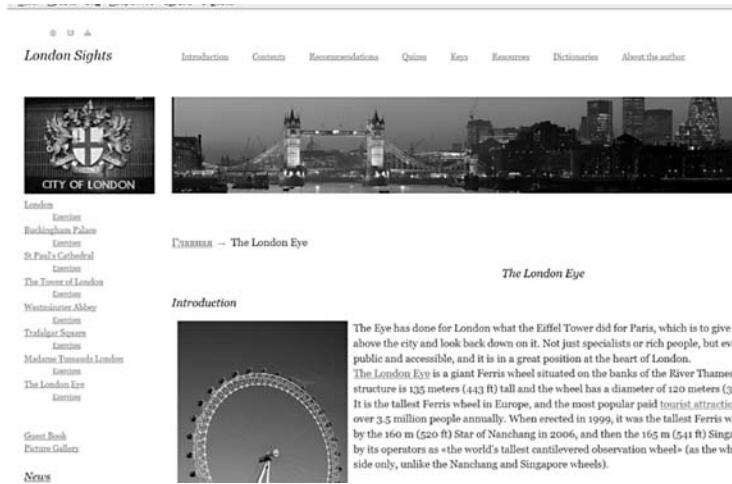 London Sights
Introduction Contents Recommendations Quizes Keys Resources Dictionaries About the author
CITY OF LONDON
London
Exercises
Buckingham Palace
Exercises
St Paul's Cathedral
Exercises
The Tower of London
Exercises
Westminster Abbey
Exercises
Trafalgar Square
Exercises
Madame Tussauds London
Exercises
The London Eye
Exercises
Guest Book
Picture Gallery
News
Главная → The London Eye
The London Eye
Introduction
The Eye has done for London what the Eiffel Tower did for Paris, which is to give
above the city and look back down on it. Not just specialists or rich people, but
public and accessible, and it is in a great position at the heart of London.
The London Eye is a giant Ferris wheel situated on the banks of the River Thames
structure is 135 meters (443 ft) tall and the wheel has a diameter of 120 meters
It is the tallest Ferris wheel in Europe, and the most popular paid tourist
over 3.5 million people annually. When erected in 1999, it was the tallest Ferris
by the 160 m (520 ft) Star of Nanchang in 2006, and then the 165 m (541 ft)
by its operators as «the world's tallest cantilevered observation wheel» (as the
side only, unlike the Nanchang and Singapore wheels).